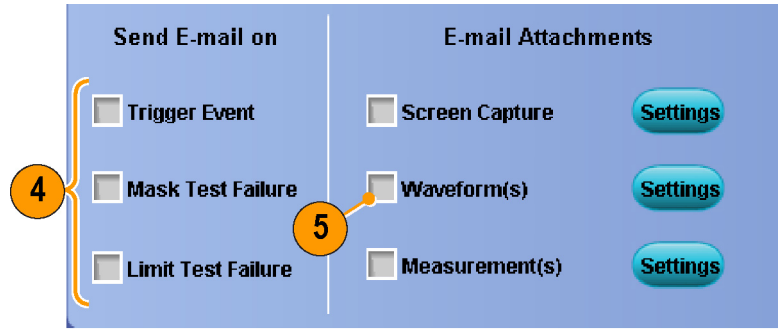 Send E-mail on
E-mail Attachments
Trigger Event
Screen Capture
Settings
4
Mask Test Failure
Waveform(s)
Settings
5
Limit Test Failure
Measurement(s)
Settings